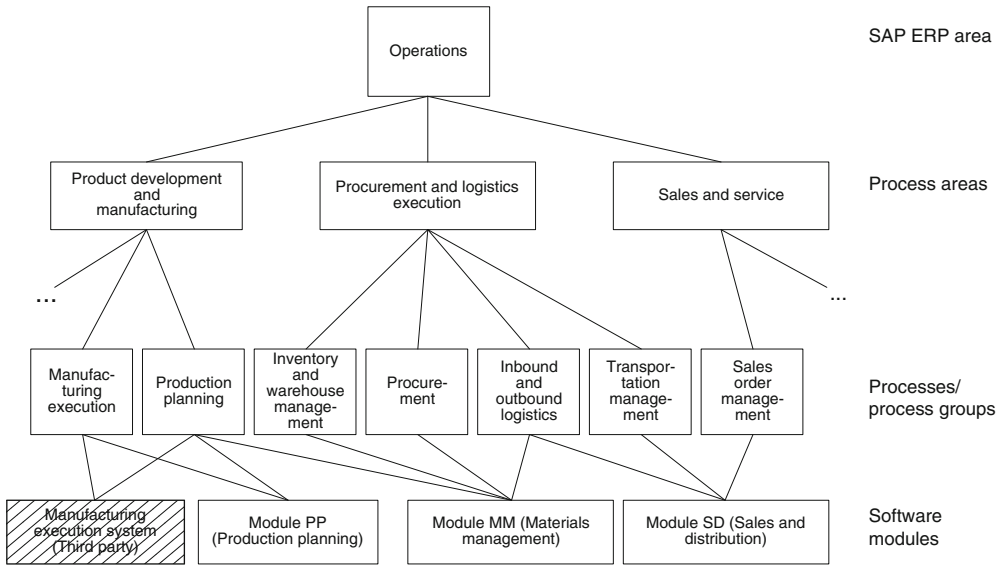 Operations
SAP ERP area
Product development
and
manufacturing
Procurement and logistics
execution
Sales and service
Process areas
...
...
Manufac-
turing
execution
Production
planning
Inventory
and
warehouse
manage-
ment
Procure-
ment
Inbound
and
outbound
logistics
Transpor-
tation
manage-
ment
Sales
order
manage-
ment
Processes/
process groups
Manufacturing
execution system
(Third party)
Module PP
(Production planning)
Module MM (Materials
management)
Module SD (Sales and
distribution)
Software
modules